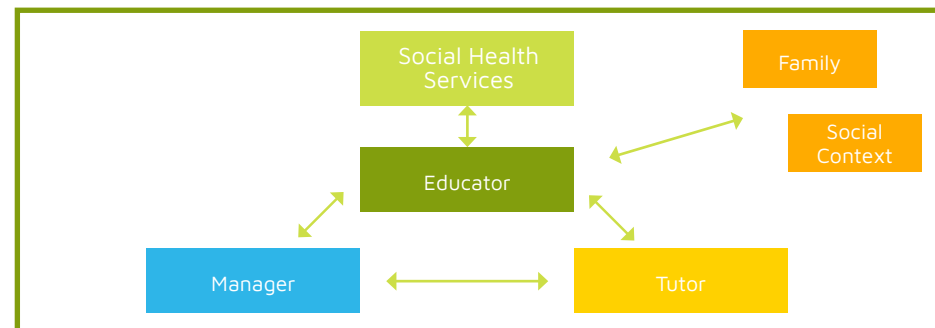 Social Health
Services
Family
Social
Context
Educator
Manager
Tutor